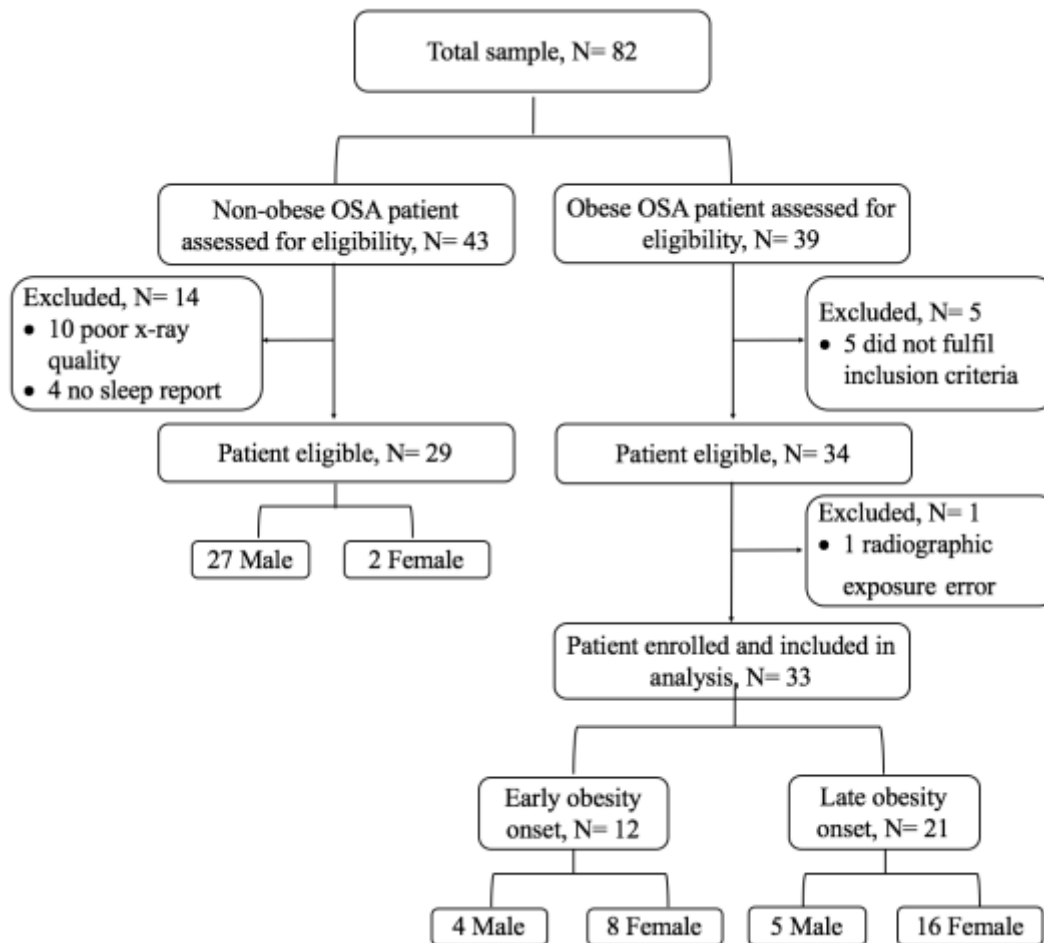 Total sample, N= 82
Non-obese OSA patient
assessed for eligibility, N= 43
Obese OSA patient assessed for
eligibility, N= 39
Excluded, N= 14
• 10 poor x-ray
quality
• 4 no sleep report
Excluded, N= 5
• 5 did not fulfil
inclusion criteria
Patient eligible, N= 29
Patient eligible, N= 34
27 Male
2 Female
Excluded, N= 1
• 1 radiographic
exposure error
Patient enrolled and included in
analysis, N= 33
Early obesity
onset, N= 12
Late obesity
onset, N= 21
4 Male
8 Female
5 Male
16 Female